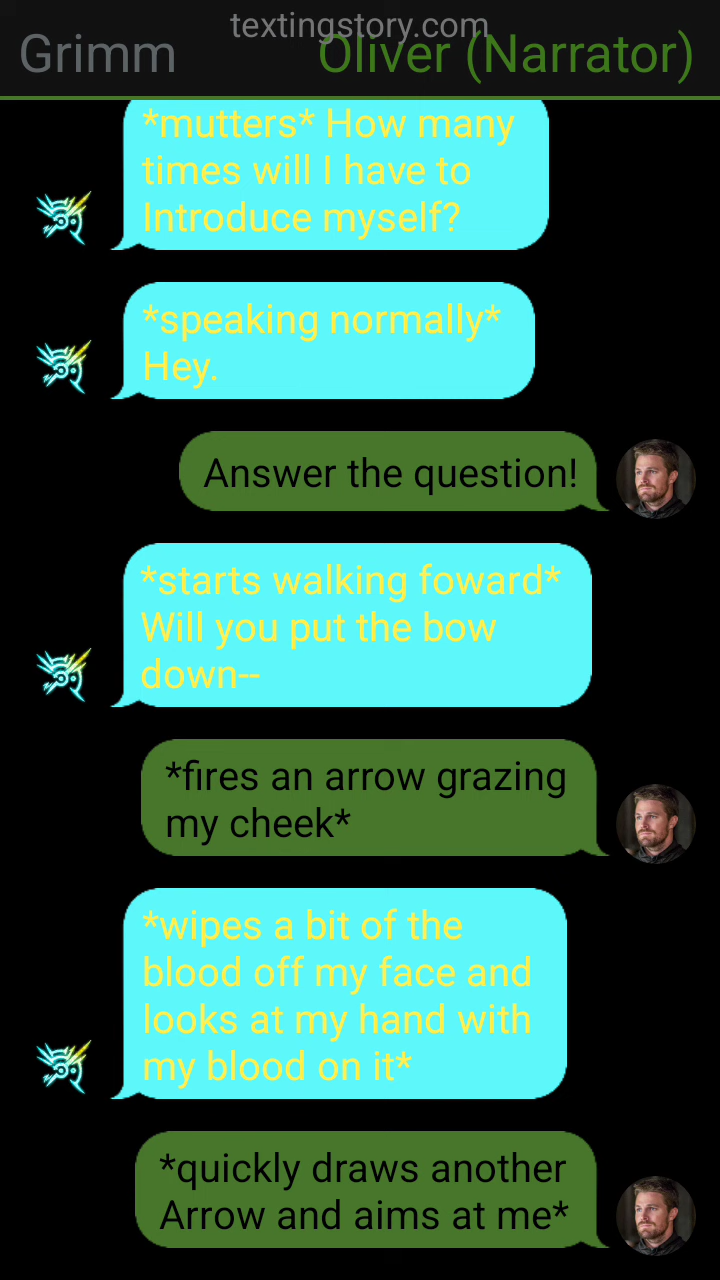 textingstory.com
Grimm
Oliver (Narrator)
*mutters* How many
times will I have to
Introduce myself?
*speaking normally*
Hey.
Answer the question!
*starts walking foward*
Will you put the bow
down--
*fires an arrow grazing
my cheek*
*wipes a bit of the
blood off my face and
looks at my hand with
my blood on it*
*quickly draws another
Arrow and aims at me*